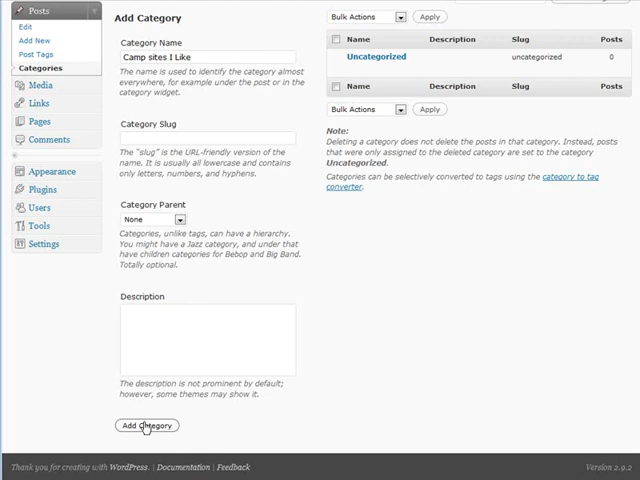 Posts
Edit
Add New
Post Tags
Categories
Media
Links
Pages
Comments
Appearance
Plugins
Users
Tools
Settings
Add Category
Category Name
Camp sites I Like
The name is used to identify the category almost
everywhere, for example under the post or in the
category widget.
Category Slug
The "slug" is the URL-friendly version of the
name. It is usually all lowercase and contains
only letters, numbers, and hyphens.
Category Parent
None
Categories, unlike tags, can have a hierarchy.
You might have a Jazz category, and under that
have children categories for Bebop and Big Band.
Totally optional.
Description
The description is not prominent by default;
however, some themes may show it.
Add Category
Bulk Actions Apply
Name Description Slug Posts
Uncategorized uncategorized 0
Name Description Slug Posts
Bulk Actions Apply
Note:
Deleting a category does not delete the posts in that category. Instead, posts
that were only assigned to the deleted category are set to the category
Uncategorized.
Categories can be selectively converted to tags using the category to tag
converter.
Thank you for creating with WordPress. | Documentation | Feedback
Version 2.9.2